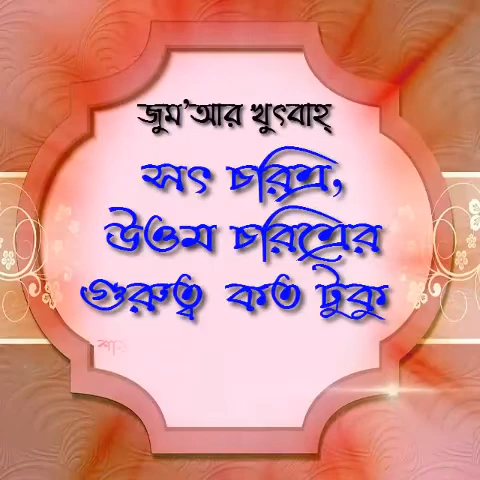 জুম'আর খুৎবাহ্
সৎ চরিত্র,
উত্তম চরিত্রের
গুরুত্ব কত টুকু